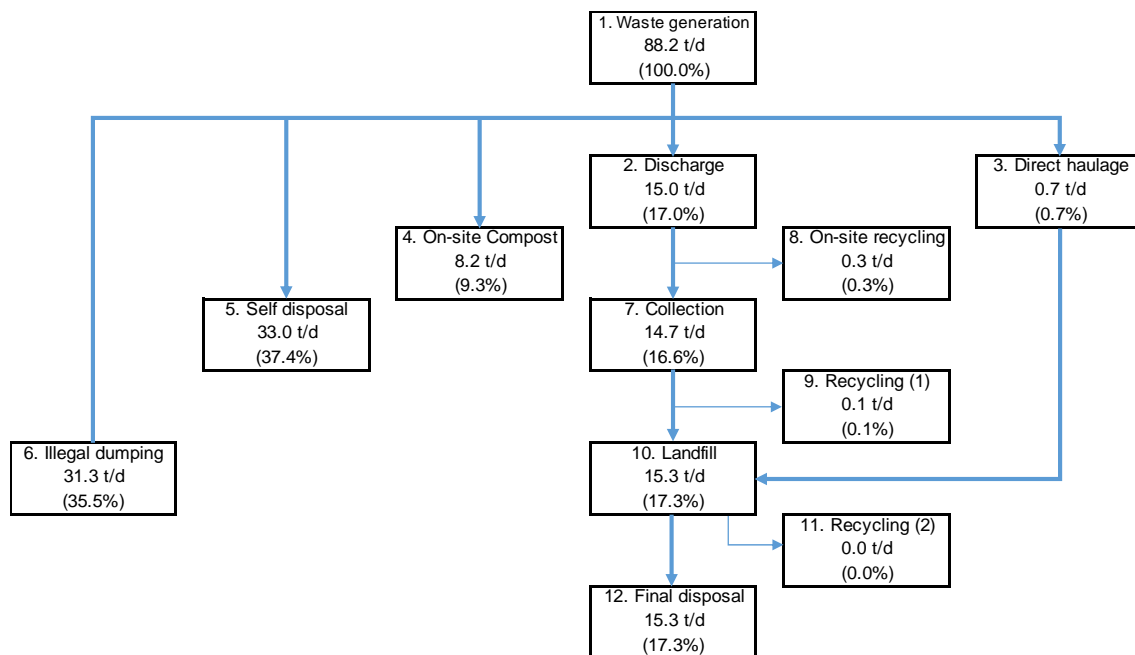 1. Waste generation
88.2 t/d
(100.0%)
2. Discharge
15.0 t/d
(17.0%)
3. Direct haulage
0.7 t/d
(0.7%)
4. On-site Compost
8.2 t/d
(9.3%)
8. On-site recycling
0.3 t/d
(0.3%)
5. Self disposal
33.0 t/d
(37.4%)
7. Collection
14.7 t/d
(16.6%)
9. Recycling (1)
0.1 t/d
(0.1%)
6. Illegal dumping
31.3 t/d
(35.5%)
10. Landfill
15.3 t/d
(17.3%)
11. Recycling (2)
0.0 t/d
(0.0%)
12. Final disposal
15.3 t/d
(17.3%)